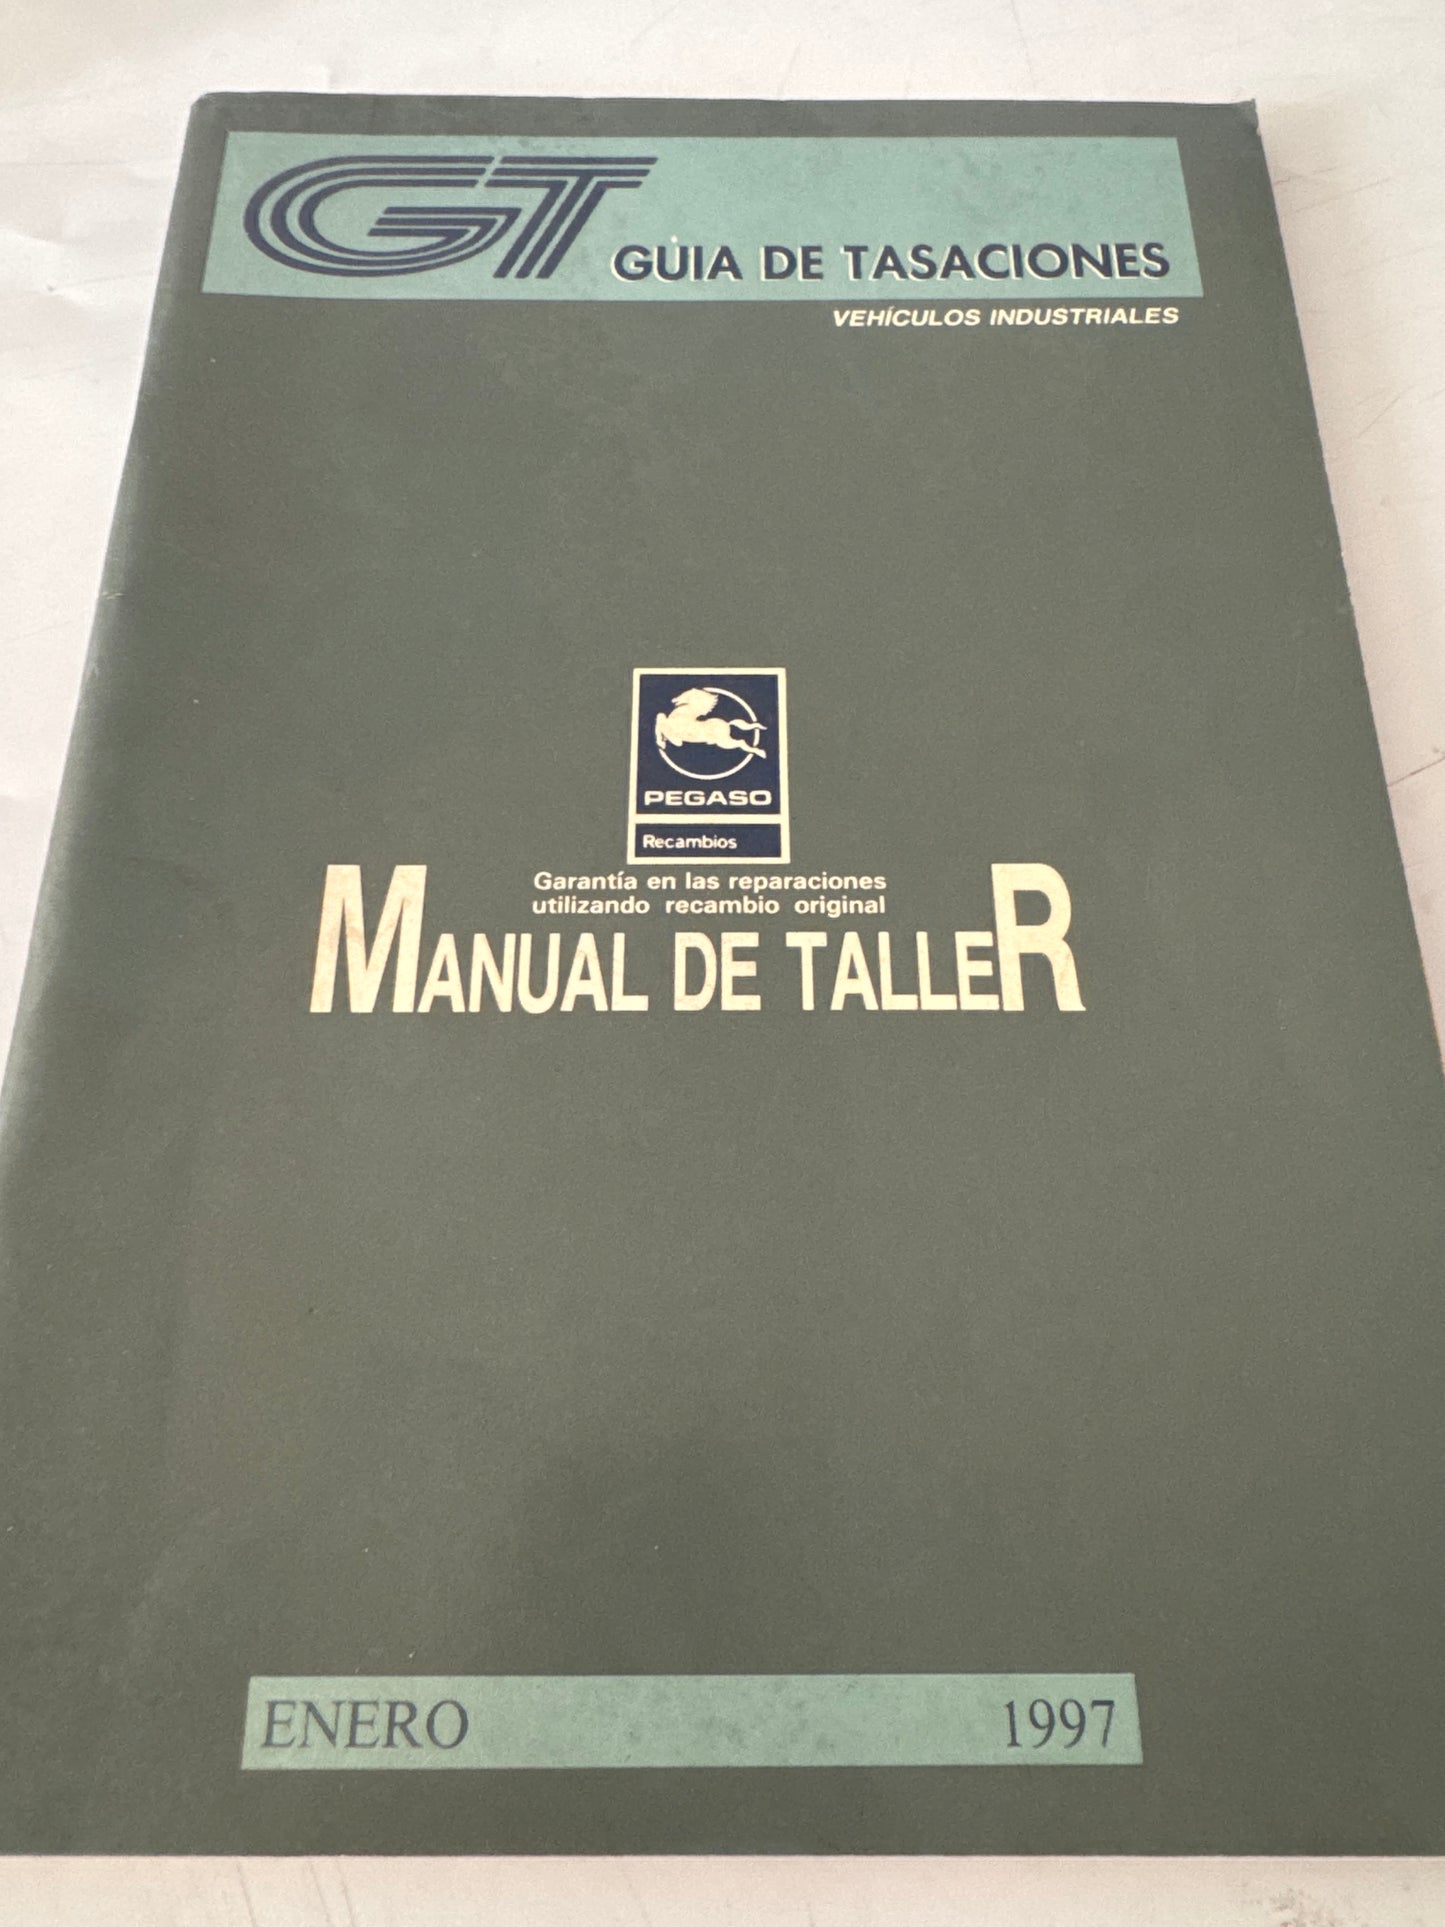 GT GUIA DE TASACIONES
VEHÍCULOS INDUSTRIALES
PEGASO
Recambios
Garantía en las reparaciones
utilizando recambio original
MANUAL DE TALLER
ENERO 1997